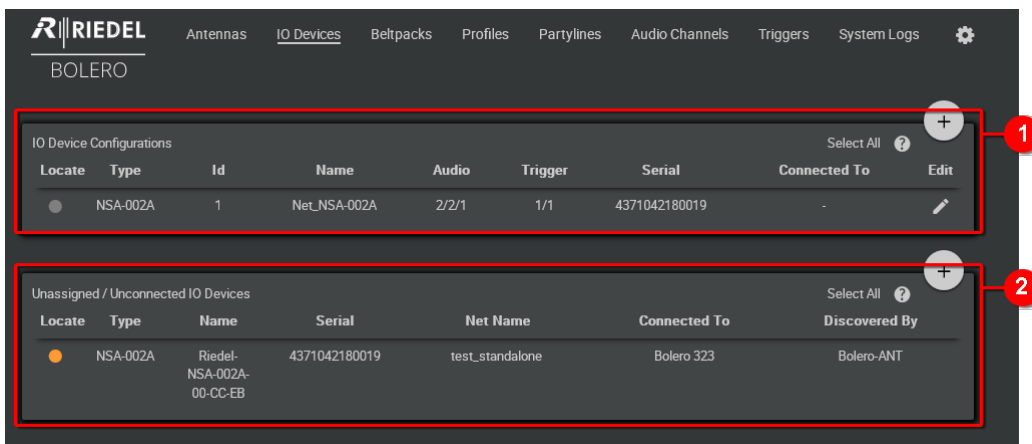 RIEDEL
BOLERO
Antennas IO Devices Beltpacks Profiles Partylines Audio Channels Triggers System Logs
IO Device Configurations Select All ?
Locate Type Id Name Audio Trigger Serial Connected To Edit
NSA-002A 1 Net_NSA-002A 2/2/1 1/1 4371042180019 -
1
Unassigned / Unconnected IO Devices Select All ?
Locate Type Name Serial Net Name Connected To Discovered By
NSA-002A Riedel- 4371042180019 test_standalone Bolero 323 Bolero-ANT
NSA-002A-
00-CC-EB
2